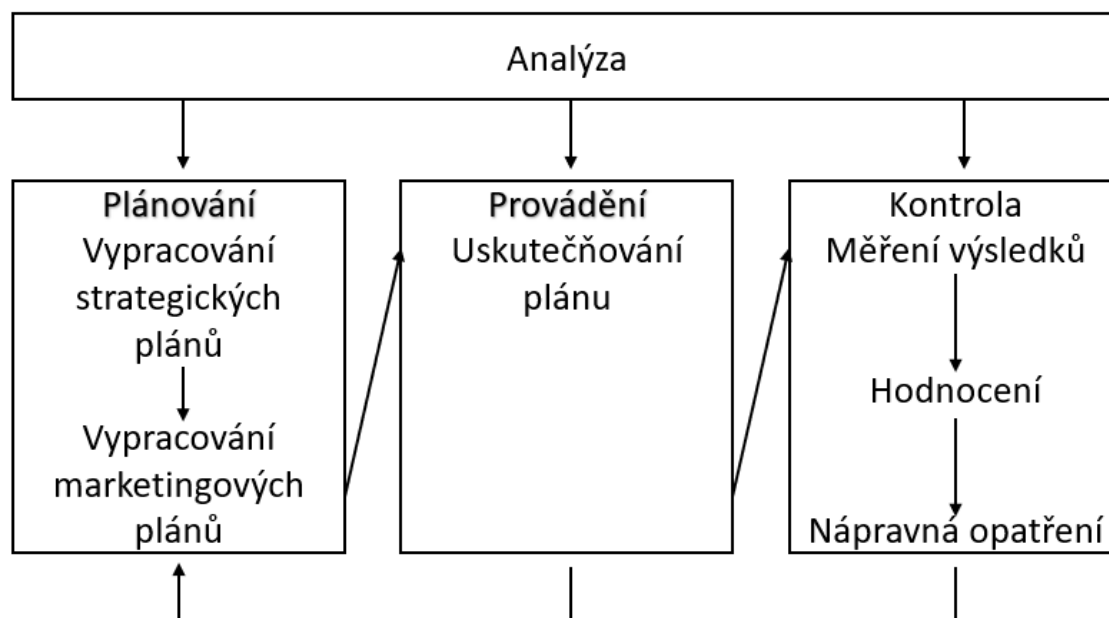 Analýza
Plánování
Vypracování
strategických
plánů
Vypracování
marketingových
plánů
Provádění
Uskutečňování
plánu
Kontrola
Měření výsledků
Hodnocení
Nápravná opatření